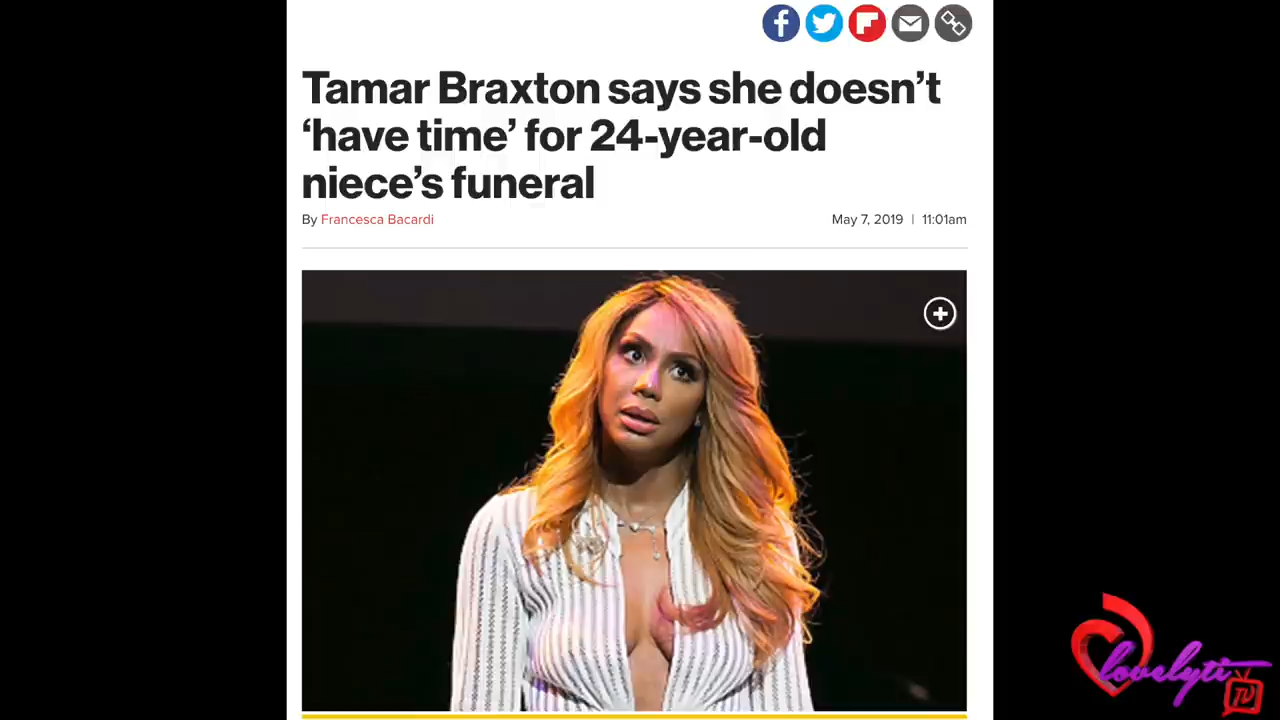 Tamar Braxton says she doesn’t
‘have time’ for 24-year-old
niece’s funeral
By Francesca Bacardi
May 7, 2019 | 11:01am
lovelyti
TV